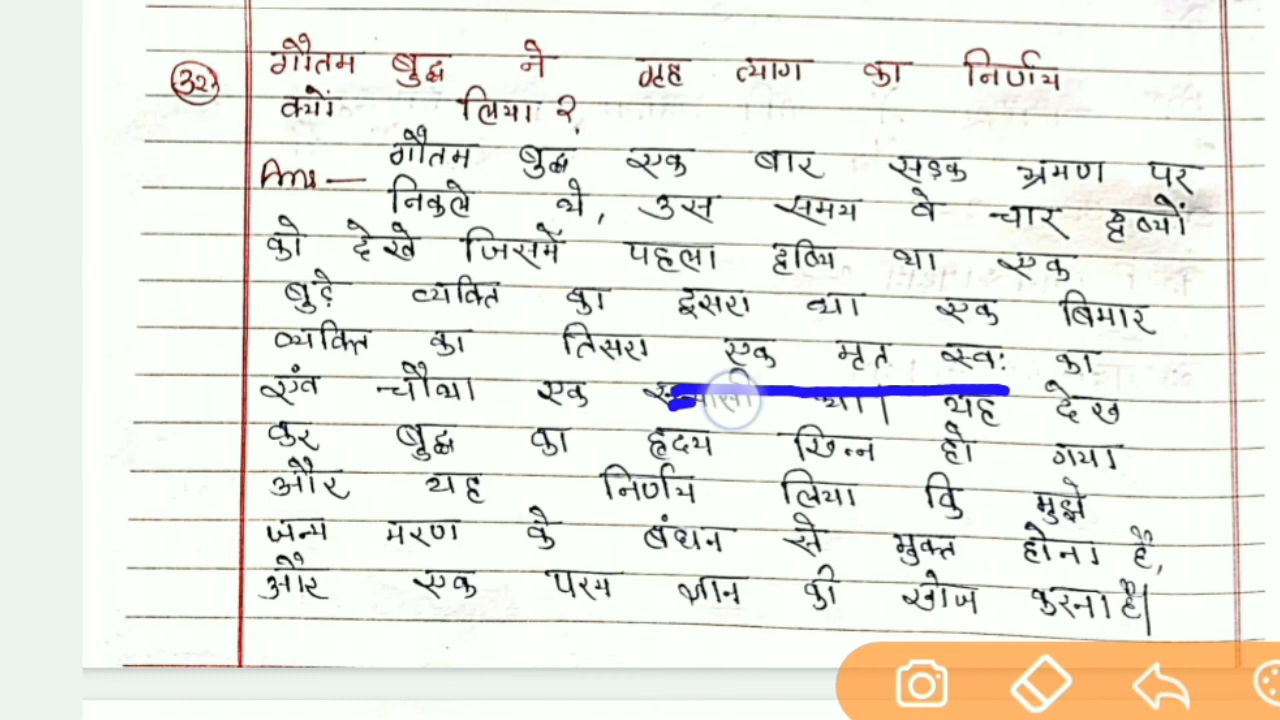 32. गौतम बुद्ध ने गृह त्याग का निर्णय
क्यों लिया ?
Ans — गौतम बुद्ध एक बार सड़क भ्रमण पर
निकले थे, उस समय वे चार दृव्यों
को देखे जिसमें पहला दृव्यि था एक
बुढ़े व्यक्ति का दुसरा था एक बिमार
व्यक्ति का तिसरा एक मृत स्व: का
एंव चौथा एक था। यह देख
कर बुद्ध का हृदय खिन्न हो गया
और यह निर्णय लिया कि मुझे
जन्म मरण के बंधन से मुक्त होना है,
और एक परम ज्ञान की खोज करना है।